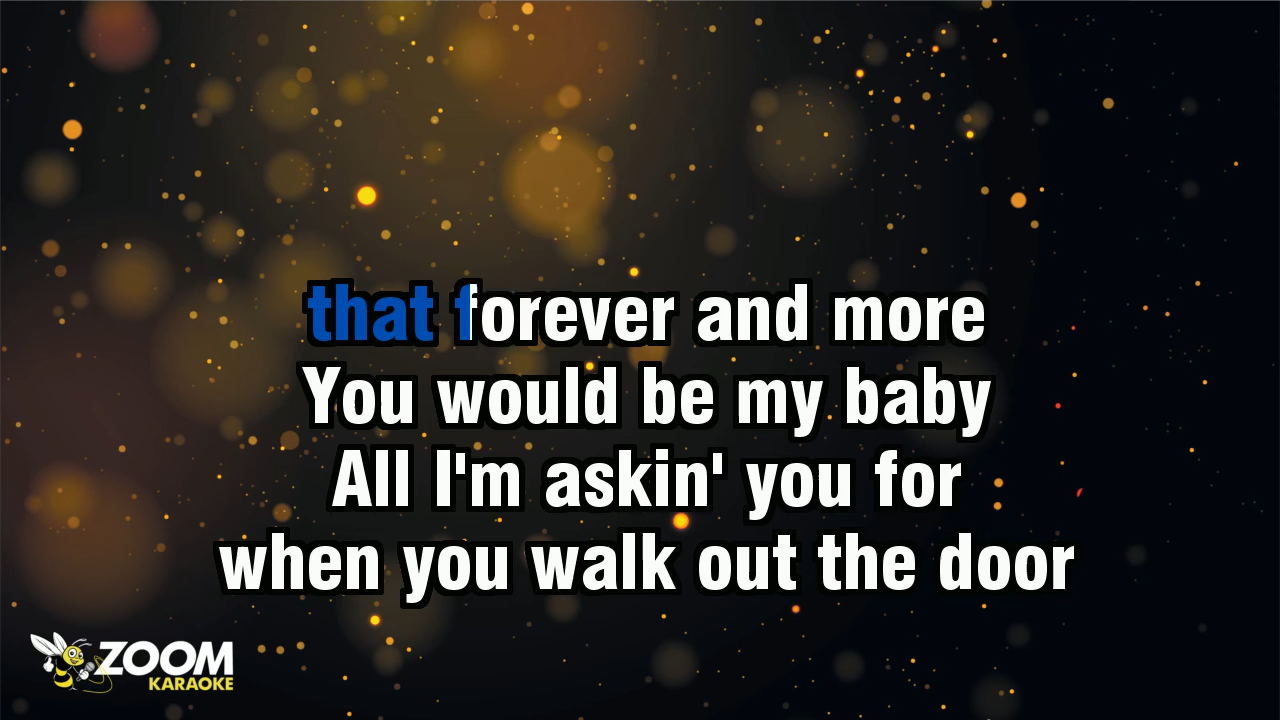 that forever and more
You would be my baby
All I'm askin' you for
when you walk out the door
ZOOM
KARAOKE